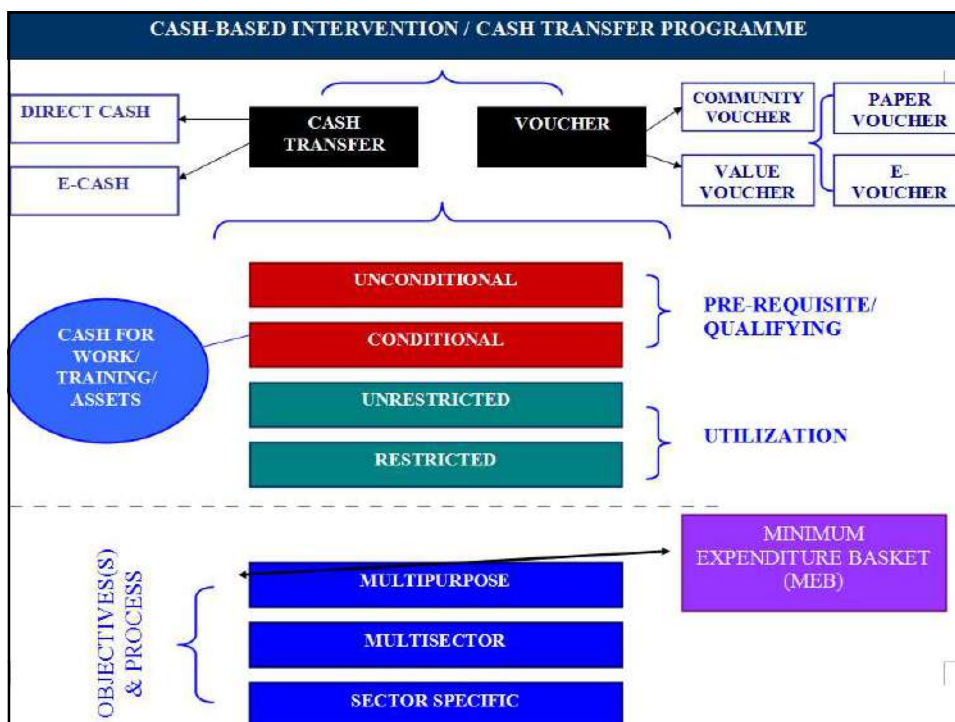 CASH-BASED INTERVENTION / CASH TRANSFER PROGRAMME
DIRECT CASH
E-CASH
CASH
TRANSFER
VOUCHER
COMMUNITY
VOUCHER
VALUE
VOUCHER
PAPER
VOUCHER
E-
VOUCHER
UNCONDITIONAL
CONDITIONAL
PRE-REQUISITE/
QUALIFYING
CASH FOR
WORK/
TRAINING/
ASSETS
UNRESTRICTED
RESTRICTED
UTILIZATION
MINIMUM
EXPENDITURE BASKET
(MEB)
OBJECTIVES(S)
& PROCESS
MULTIPURPOSE
MULTISECTOR
SECTOR SPECIFIC